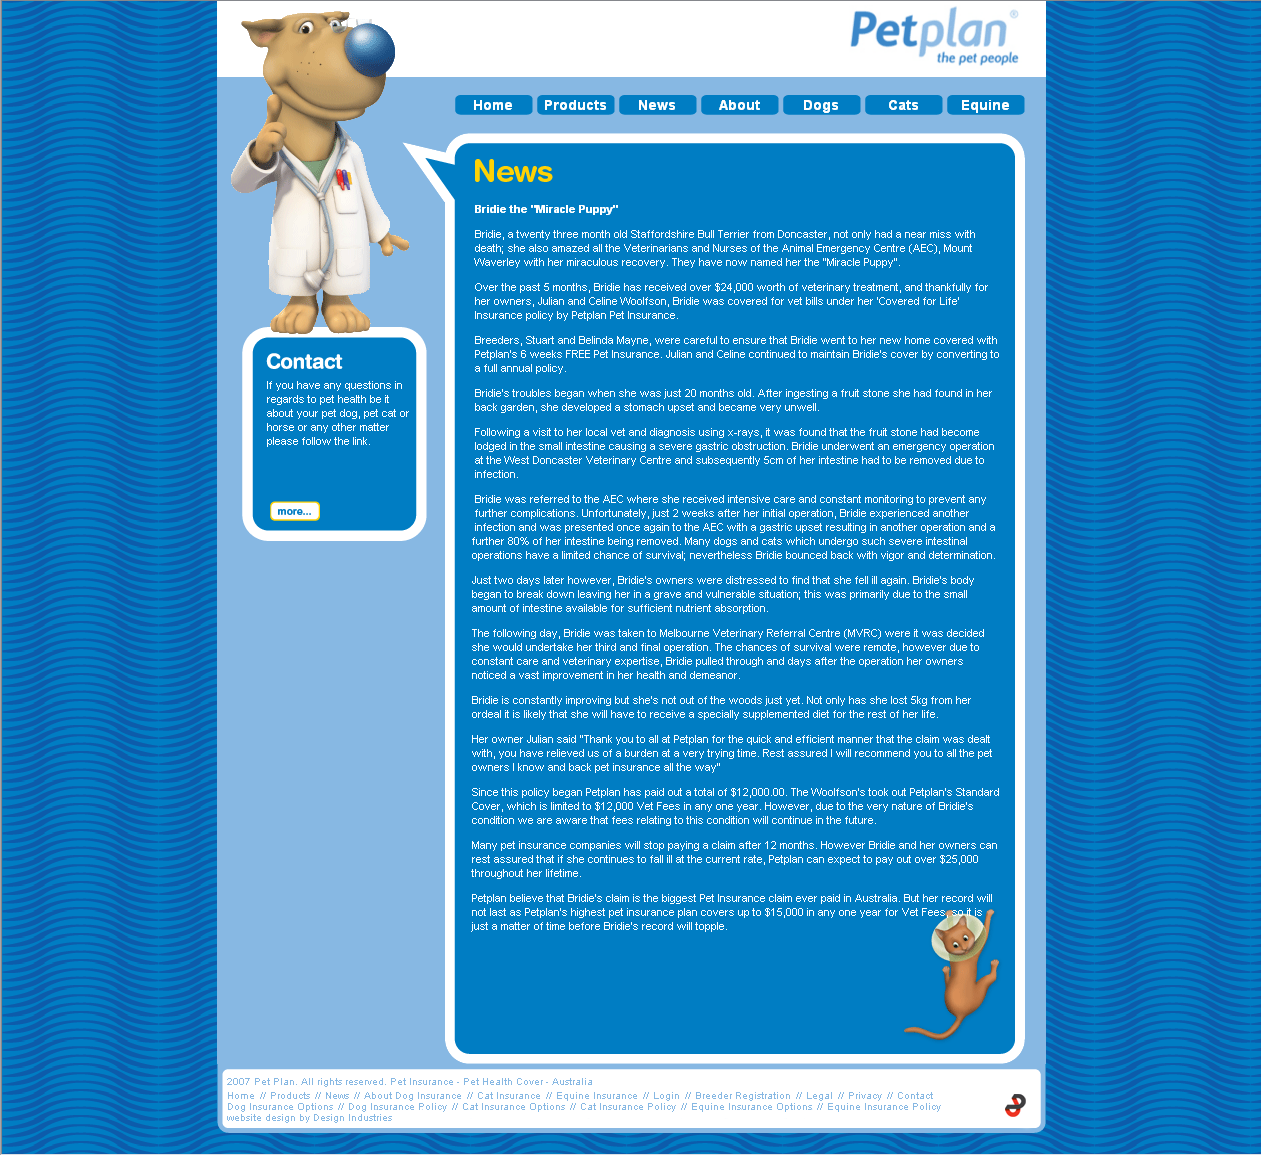 Petplan
the pet people
Home Products News About Dogs Cats Equine
News
Bridie the "Miracle Puppy"
Bridie, a twenty three month old Staffordshire Bull Terrier from Doncaster, not only had a near miss with
death; she also amazed all the Veterinarians and Nurses of the Animal Emergency Centre (AEC), Mount
Waverley with her miraculous recovery. They have now named her the "Miracle Puppy".
Over the past 5 months, Bridie has received over $24,000 worth of veterinary treatment, and thankfully for
her owners, Julian and Celine Woolfson, Bridie was covered for vet bills under her 'Covered for Life'
Insurance policy by Petplan Pet Insurance.
Breeders, Stuart and Belinda Mayne, were careful to ensure that Bridie went to her new home covered with
Petplan's 6 weeks FREE Pet Insurance. Julian and Celine continued to maintain Bridie's cover by converting to
a full annual policy.
Bridie's troubles began when she was just 20 months old. After ingesting a fruit stone she had found in her
back garden, she developed a stomach upset and became very unwell.
Following a visit to her local vet and diagnosis using x-rays, it was found that the fruit stone had become
lodged in the small intestine causing a severe gastric obstruction. Bridie underwent an emergency operation
at the West Doncaster Veterinary Centre and subsequently 5cm of her intestine had to be removed due to
infection.
Bridie was referred to the AEC where she received intensive care and constant monitoring to prevent any
further complications. Unfortunately, just 2 weeks after her initial operation, Bridie experienced another
infection and was presented once again to the AEC with a gastric upset resulting in another operation and a
further 80% of her intestine being removed. Many dogs and cats which undergo such severe intestinal
operations have a limited chance of survival; nevertheless Bridie bounced back with vigor and determination.
Just two days later however, Bridie's owners were distressed to find that she fell ill again. Bridie's body
began to break down leaving her in a grave and vulnerable situation; this was primarily due to the small
amount of intestine available for sufficient nutrient absorption.
The following day, Bridie was taken to Melbourne Veterinary Referral Centre (MVRC) were it was decided
she would undertake her third and final operation. The chances of survival were remote, however due to
constant care and veterinary expertise, Bridie pulled through and days after the operation her owners
noticed a vast improvement in her health and demeanor.
Bridie is constantly improving but she's not out of the woods just yet. Not only has she lost 5kg from her
ordeal it is likely that she will have to receive a specially supplemented diet for the rest of her life.
Her owner Julian said "Thank you to all at Petplan for the quick and efficient manner that the claim was dealt
with, you have relieved us of a burden at a very trying time. Rest assured I will recommend you to all the pet
owners I know and back pet insurance all the way"
Since this policy began Petplan has paid out a total of $12,000.00. The Woolfson's took out Petplan's Standard
Cover, which is limited to $12,000 Vet Fees in any one year. However, due to the very nature of Bridie's
condition we are aware that fees relating to this condition will continue in the future.
Many pet insurance companies will stop paying a claim after 12 months. However Bridie and her owners can
rest assured that if she continues to fall ill at the current rate, Petplan can expect to pay out over $25,000
throughout her lifetime.
Petplan believe that Bridie's claim is the biggest Pet Insurance claim ever paid in Australia. But her record will
not last as Petplan's highest pet insurance plan covers up to $15,000 in any one year for Vet Fees, so it is
just a matter of time before Bridie's record will topple.
Contact
If you have any questions in
regards to pet health be it
about your pet dog, pet cat or
horse or any other matter
please follow the link.
more...
2007 Pet Plan. All rights reserved. Pet Insurance - Pet Health Cover - Australia
Home // Products // News // About Dog Insurance // Cat Insurance // Equine Insurance // Login // Breeder Registration // Legal // Privacy // Contact
Dog Insurance Options // Dog Insurance Policy // Cat Insurance Options // Cat Insurance Policy // Equine Insurance Options // Equine Insurance Policy
website design by Design Industries